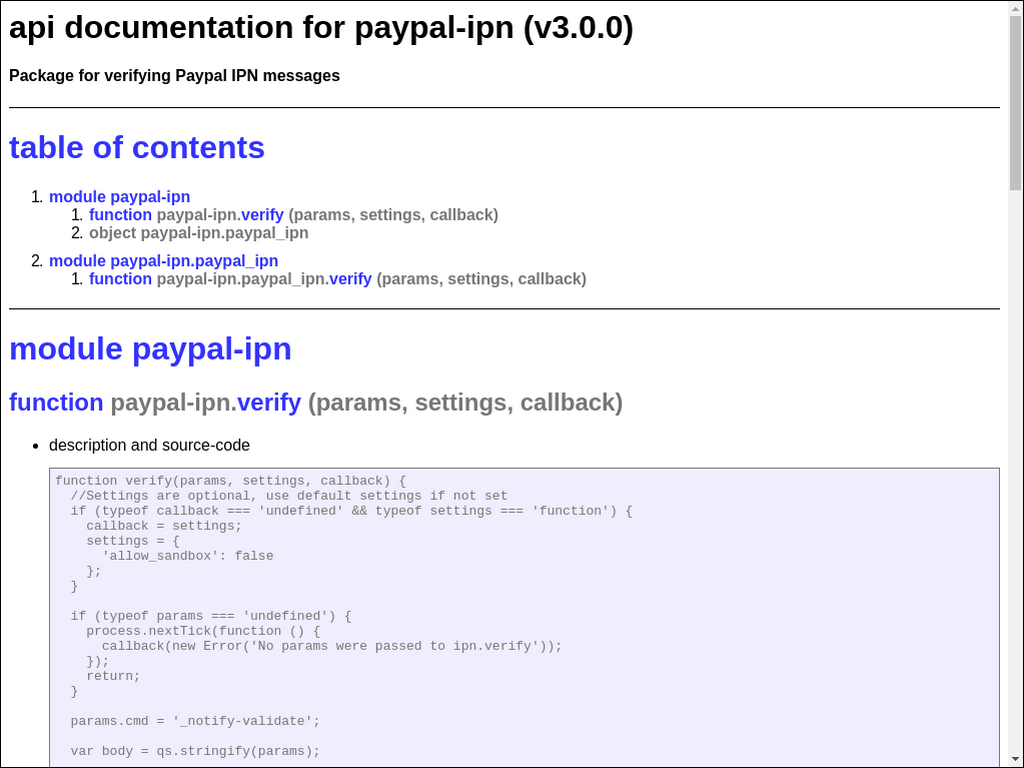 api documentation for paypal-ipn (v3.0.0)
Package for verifying Paypal IPN messages
table of contents
1. module paypal-ipn
1. function paypal-ipn.verify (params, settings, callback)
2. object paypal-ipn.paypal_ipn
2. module paypal-ipn.paypal_ipn
1. function paypal-ipn.paypal_ipn.verify (params, settings, callback)
module paypal-ipn
function paypal-ipn.verify (params, settings, callback)
• description and source-code
function verify(params, settings, callback) {
  //Settings are optional, use default settings if not set
  if (typeof callback === 'undefined' && typeof settings === 'function') {
    callback = settings;
    settings = {
      'allow_sandbox': false
    };
  }
  if (typeof params === 'undefined') {
    process.nextTick(function () {
      callback(new Error('No params were passed to ipn.verify'));
    });
    return;
  }
  params.cmd = '_notify-validate';
  var body = qs.stringify(params);